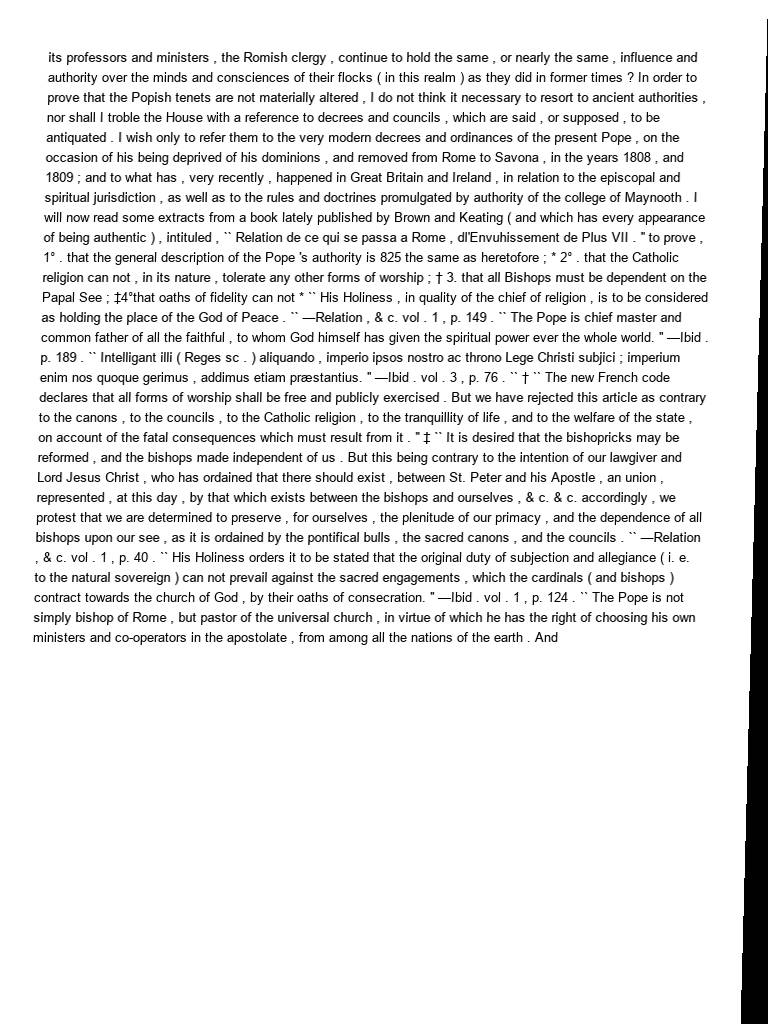 its professors and ministers , the Romish clergy , continue to hold the same , or nearly the same , influence and
authority over the minds and consciences of their flocks ( in this realm ) as they did in former times ? In order to
prove that the Popish tenets are not materially altered , I do not think it necessary to resort to ancient authorities ,
nor shall I troble the House with a reference to decrees and councils , which are said , or supposed , to be
antiquated . I wish only to refer them to the very modern decrees and ordinances of the present Pope , on the
occasion of his being deprived of his dominions , and removed from Rome to Savona , in the years 1808 , and
1809 ; and to what has , very recently , happened in Great Britain and Ireland , in relation to the episcopal and
spiritual jurisdiction , as well as to the rules and doctrines promulgated by authority of the college of Maynooth . I
will now read some extracts from a book lately published by Brown and Keating ( and which has every appearance
of being authentic ) , intituled , `` Relation de ce qui se passa a Rome , dl'Envuhissement de Plus VII . " to prove ,
1° . that the general description of the Pope 's authority is 825 the same as heretofore ; * 2° . that the Catholic
religion can not , in its nature , tolerate any other forms of worship ; † 3. that all Bishops must be dependent on the
Papal See ; ‡4°that oaths of fidelity can not * `` His Holiness , in quality of the chief of religion , is to be considered
as holding the place of the God of Peace . `` —Relation , & c. vol . 1 , p. 149 . `` The Pope is chief master and
common father of all the faithful , to whom God himself has given the spiritual power ever the whole world. " —Ibid .
p. 189 . `` Intelligant illi ( Reges sc . ) aliquando , imperio ipsos nostro ac throno Lege Christi subjici ; imperium
enim nos quoque gerimus , addimus etiam præstantius. " —Ibid . vol . 3 , p. 76 . `` † `` The new French code
declares that all forms of worship shall be free and publicly exercised . But we have rejected this article as contrary
to the canons , to the councils , to the Catholic religion , to the tranquillity of life , and to the welfare of the state ,
on account of the fatal consequences which must result from it . " ‡ `` It is desired that the bishopricks may be
reformed , and the bishops made independent of us . But this being contrary to the intention of our lawgiver and
Lord Jesus Christ , who has ordained that there should exist , between St. Peter and his Apostle , an union ,
represented , at this day , by that which exists between the bishops and ourselves , & c. & c. accordingly , we
protest that we are determined to preserve , for ourselves , the plenitude of our primacy , and the dependence of all
bishops upon our see , as it is ordained by the pontifical bulls , the sacred canons , and the councils . `` —Relation
, & c. vol . 1 , p. 40 . `` His Holiness orders it to be stated that the original duty of subjection and allegiance ( i. e.
to the natural sovereign ) can not prevail against the sacred engagements , which the cardinals ( and bishops )
contract towards the church of God , by their oaths of consecration. " —Ibid . vol . 1 , p. 124 . `` The Pope is not
simply bishop of Rome , but pastor of the universal church , in virtue of which he has the right of choosing his own
ministers and co-operators in the apostolate , from among all the nations of the earth . And